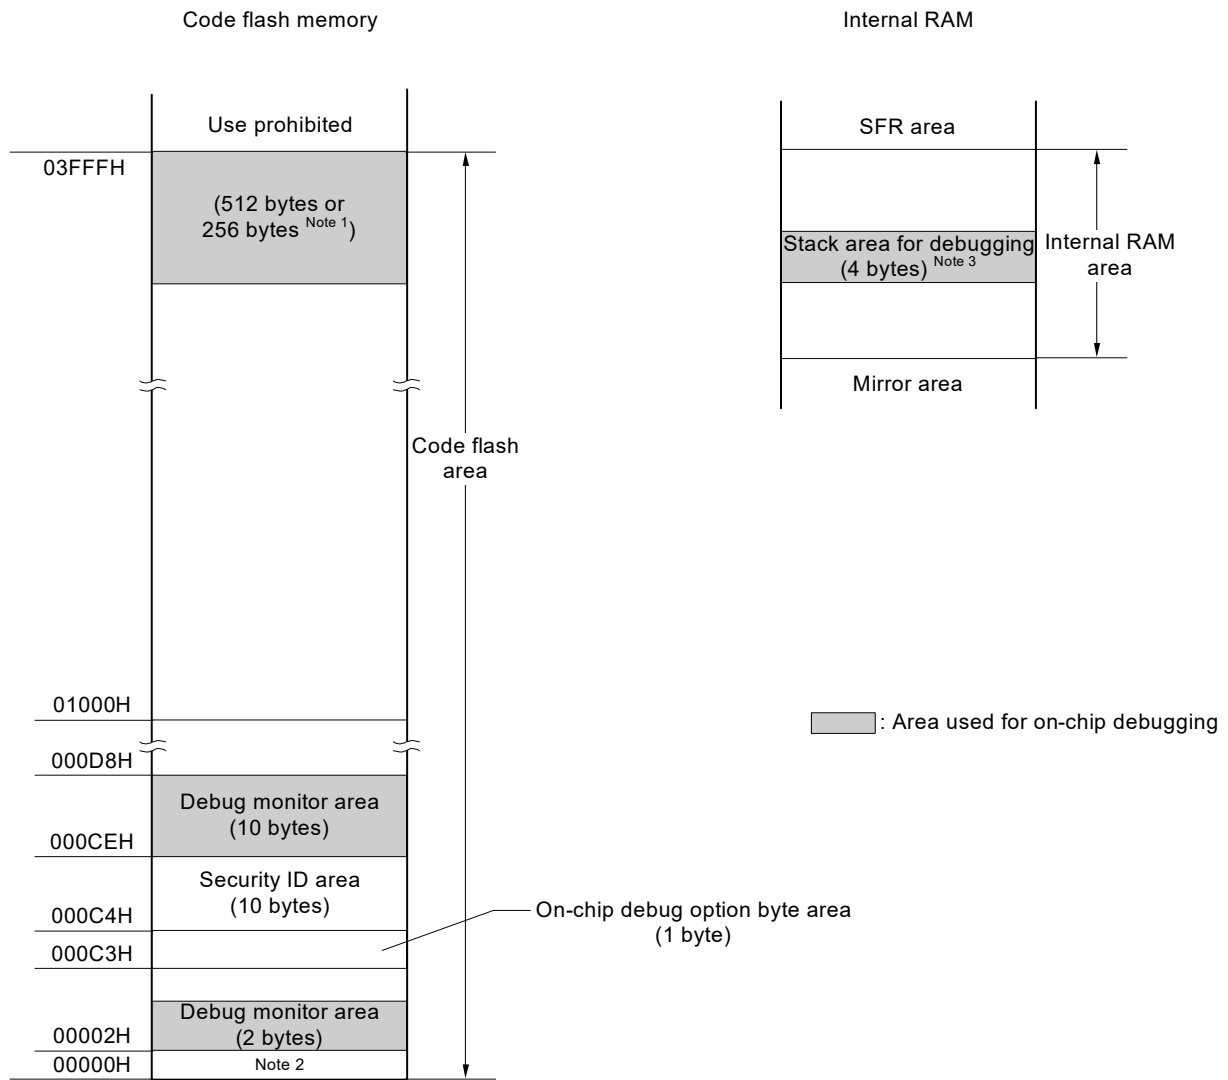 Code flash memory
Internal RAM
Use prohibited
03FFFH
(512 bytes or
256 bytes Note 1)
Code flash
area
01000H
000D8H
Debug monitor area
(10 bytes)
000CEH
Security ID area
(10 bytes)
000C4H
000C3H
On-chip debug option byte area
(1 byte)
Debug monitor area
(2 bytes)
00002H
00000H
Note 2
SFR area
Stack area for debugging
(4 bytes) Note 3
Internal RAM
area
Mirror area
: Area used for on-chip debugging